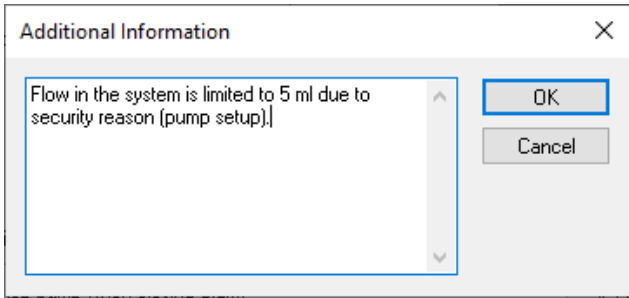 Additional Information
Flow in the system is limited to 5 ml due to
security reason (pump setup).
OK
Cancel